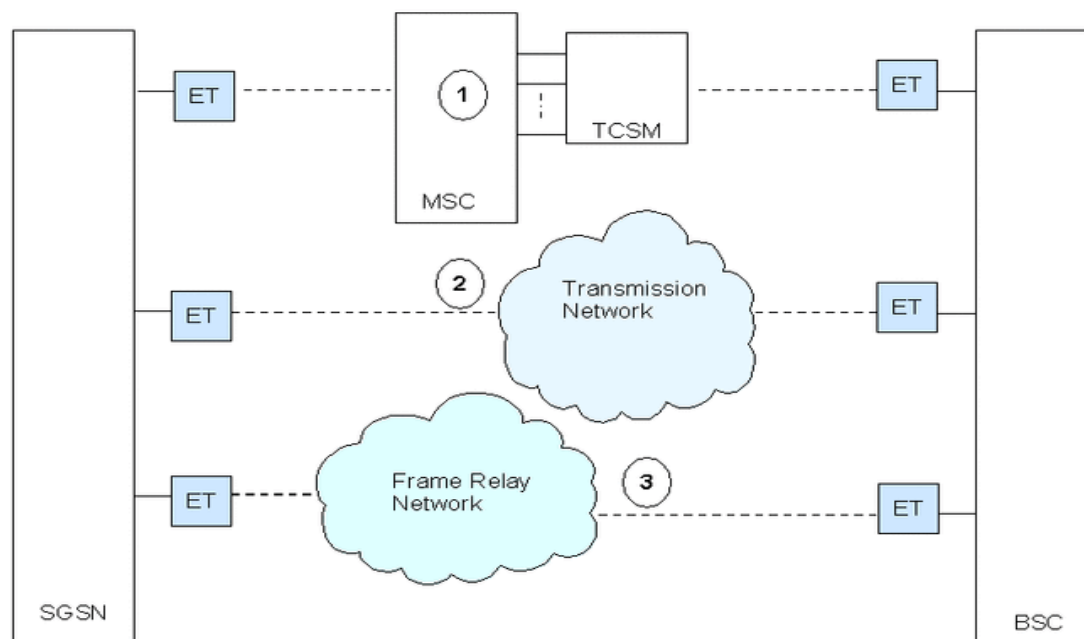 ET
1
MSC
TCSM
ET
ET
2
Transmission
Network
ET
ET
Frame Relay
Network
3
ET
SGSN
BSC